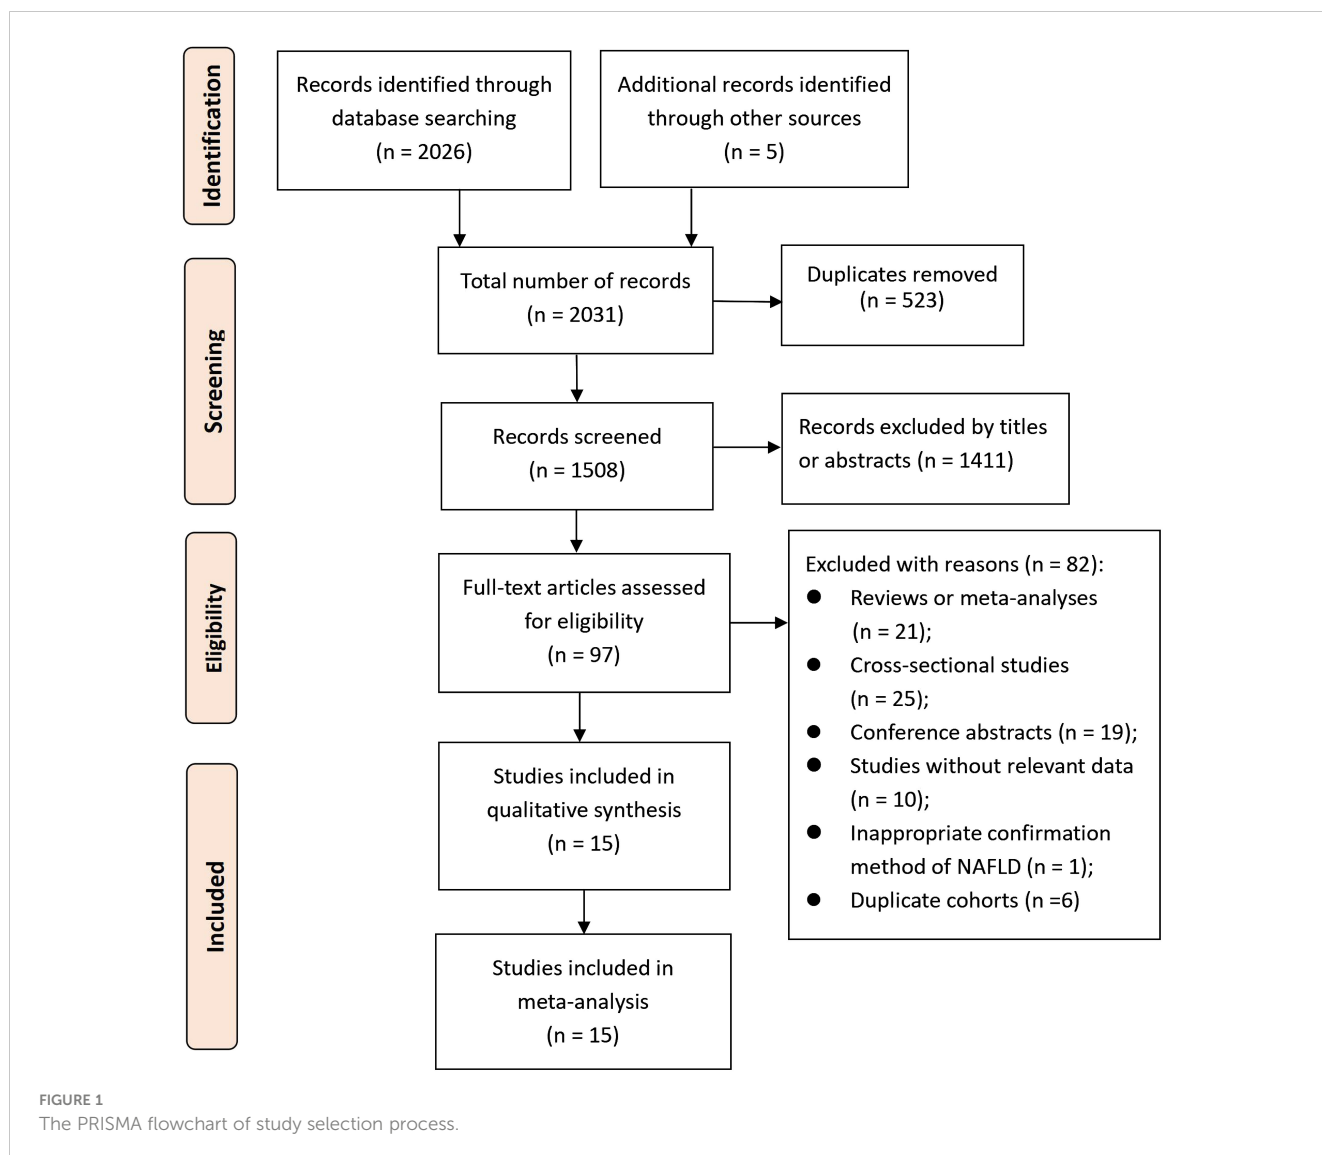 Identification
Records identified through
database searching
(n = 2026)
Additional records identified
through other sources
(n = 5)
Screening
Total number of records
(n = 2031)
Duplicates removed
(n = 523)
Records screened
(n = 1508)
Records excluded by titles
or abstracts (n = 1411)
Eligibility
Full-text articles assessed
for eligibility
(n = 97)
Excluded with reasons (n = 82):
● Reviews or meta-analyses
(n = 21);
● Cross-sectional studies
(n = 25);
● Conference abstracts (n = 19);
● Studies without relevant data
(n = 10);
● Inappropriate confirmation
method of NAFLD (n = 1);
● Duplicate cohorts (n =6)
Included
Studies included in
qualitative synthesis
(n = 15)
Studies included in
meta-analysis
(n = 15)
FIGURE 1
The PRISMA flowchart of study selection process.